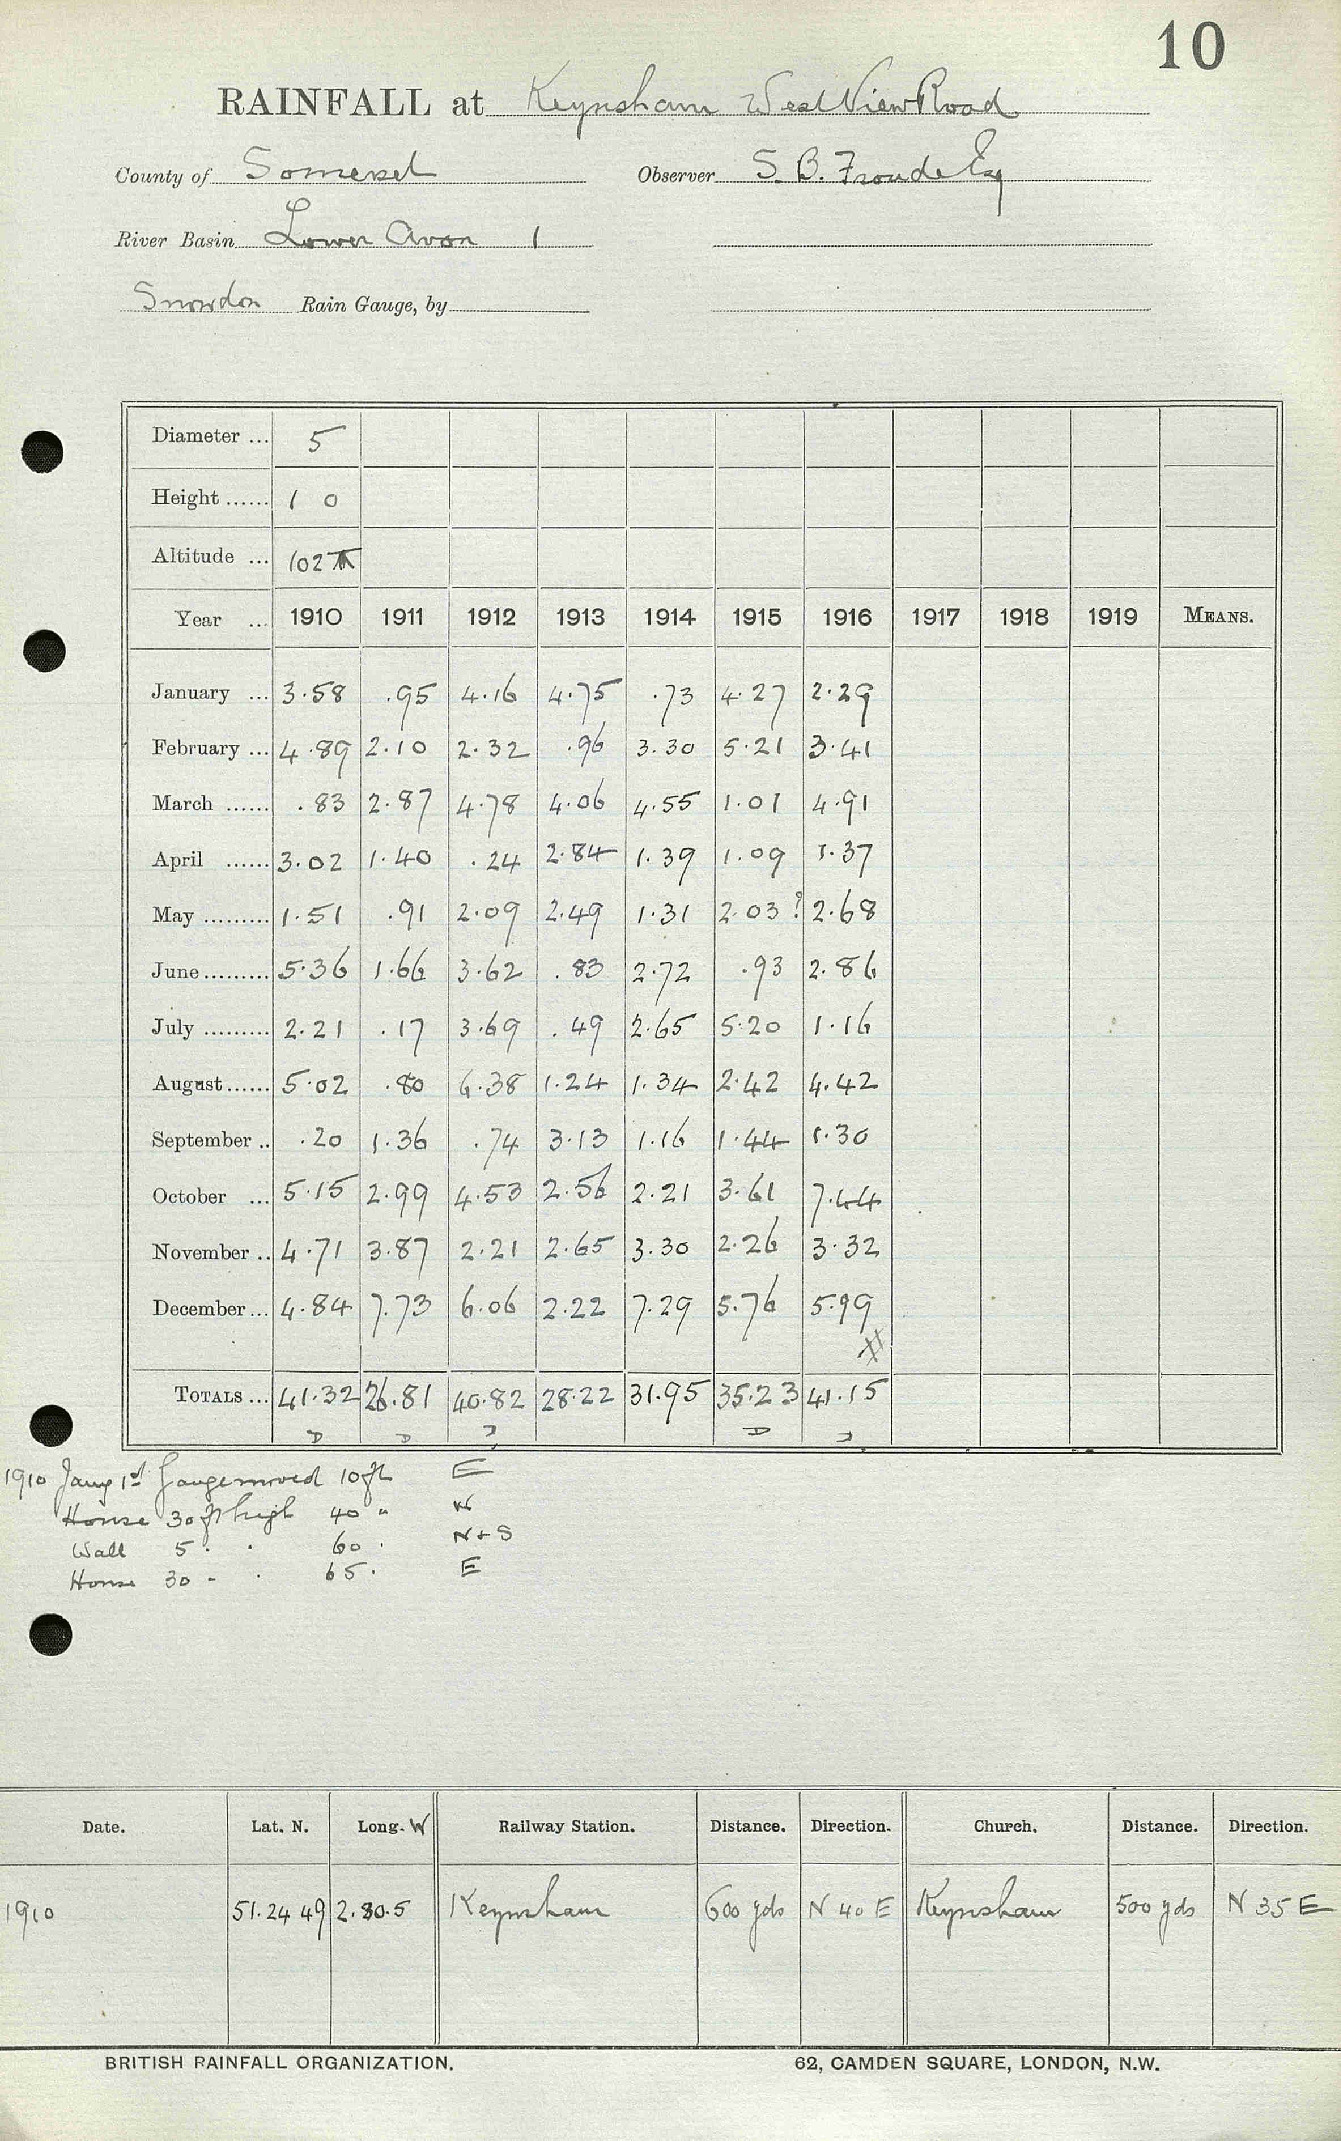 10
RAINFALL at Keynsham West View Road
County of Somerset Observer S. B. Froude Esq
River Basin Lower Avon 1
Snowdon Rain Gauge, by
Diameter ... 5
Height ...... 1 0
Altitude ... 102
Year ... 1910 1911 1912 1913 1914 1915 1916 1917 1918 1919 MEANS.
January ... 3.58 .95 4.16 4.75 .73 4.27 2.29
February ... 4.89 2.10 2.32 .96 3.30 5.21 3.41
March ...... .83 2.87 4.78 4.06 4.55 1.01 4.91
April ...... 3.02 1.40 .24 2.84 1.39 1.09 1.37
May ......... 1.51 .91 2.09 2.49 1.31 2.03? 2.68
June ......... 5.36 1.66 3.62 .83 2.72 .93 2.86
July ......... 2.21 .17 3.69 .49 2.65 5.20 1.16
August ...... 5.02 .80 6.38 1.24 1.34 2.42 4.42
September .. .20 1.36 .74 3.13 1.16 1.44 1.30
October ... 5.15 2.99 4.53 2.56 2.21 3.61 7.44
November .. 4.71 3.87 2.21 2.65 3.30 2.26 3.32
December ... 4.84 7.73 6.06 2.22 7.29 5.76 5.99
TOTALS ... 41.32 26.81 40.82 28.22 31.95 35.23 41.15
1910 Jany 1st Gauge moved 10 ft E
House 30 ft high 40 " W
Wall 5 " " 60 " N + S
House 30 " " 65 " E
Date. Lat. N. Long. W Railway Station. Distance. Direction. Church. Distance. Direction.
1910 51.24 49 2.30.5 Keynsham 600 yds N 40 E Keynsham 500 yds N 35 E
BRITISH RAINFALL ORGANIZATION. 62, CAMDEN SQUARE, LONDON, N.W.